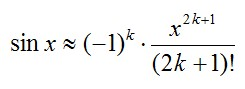 sin x ≈ (−1)^k · x^{2k+1} / (2k + 1)!